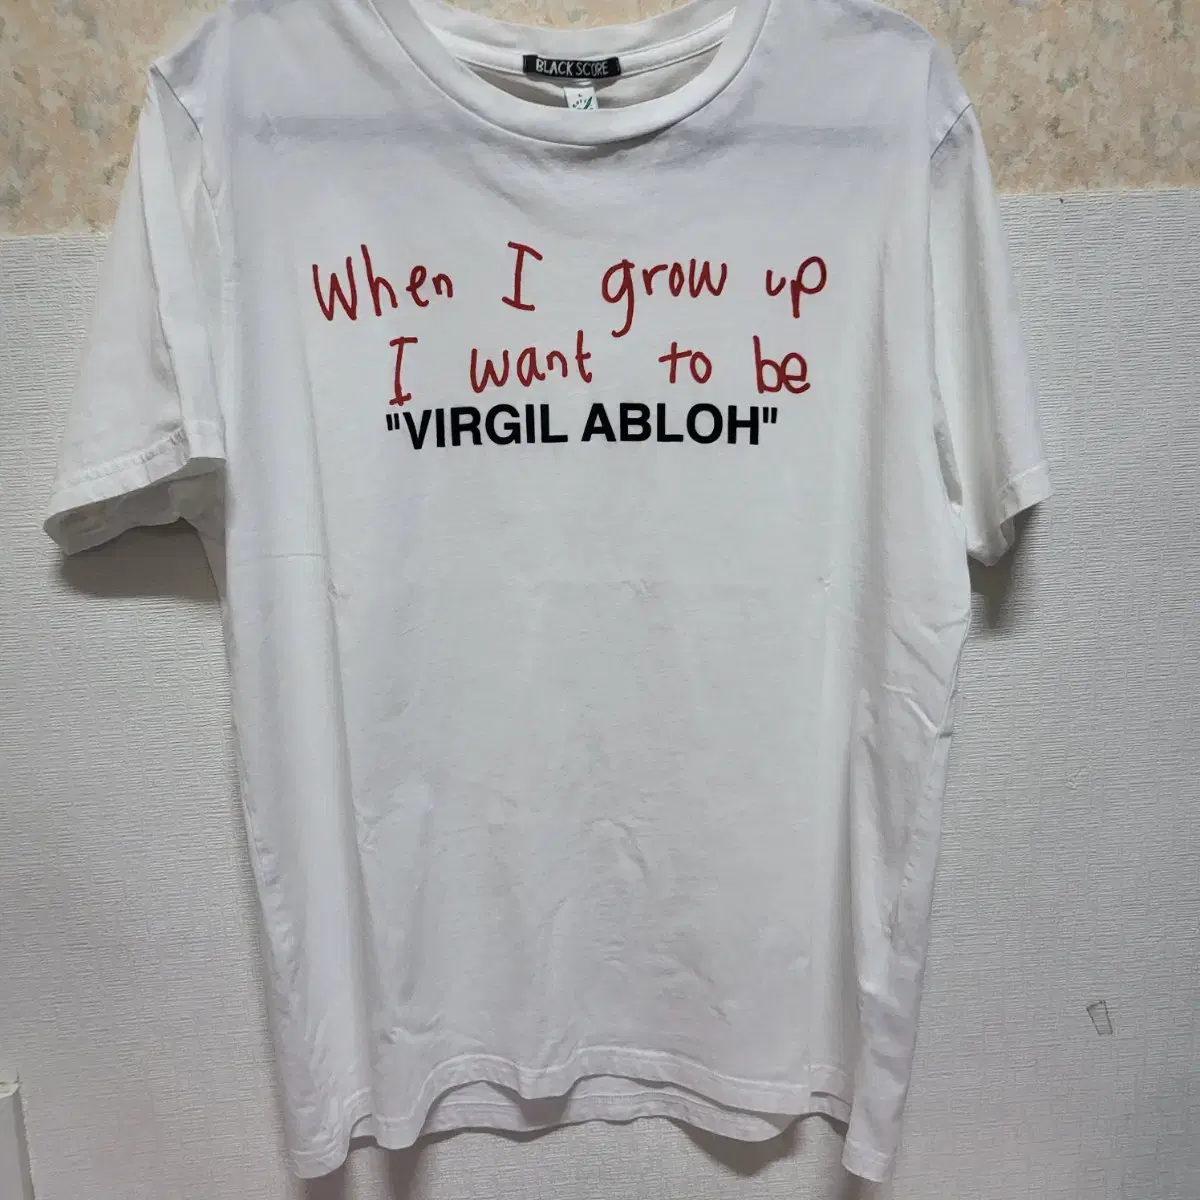 BLACK SCORE
L
When I grow up
I want to be
"VIRGIL ABLOH"